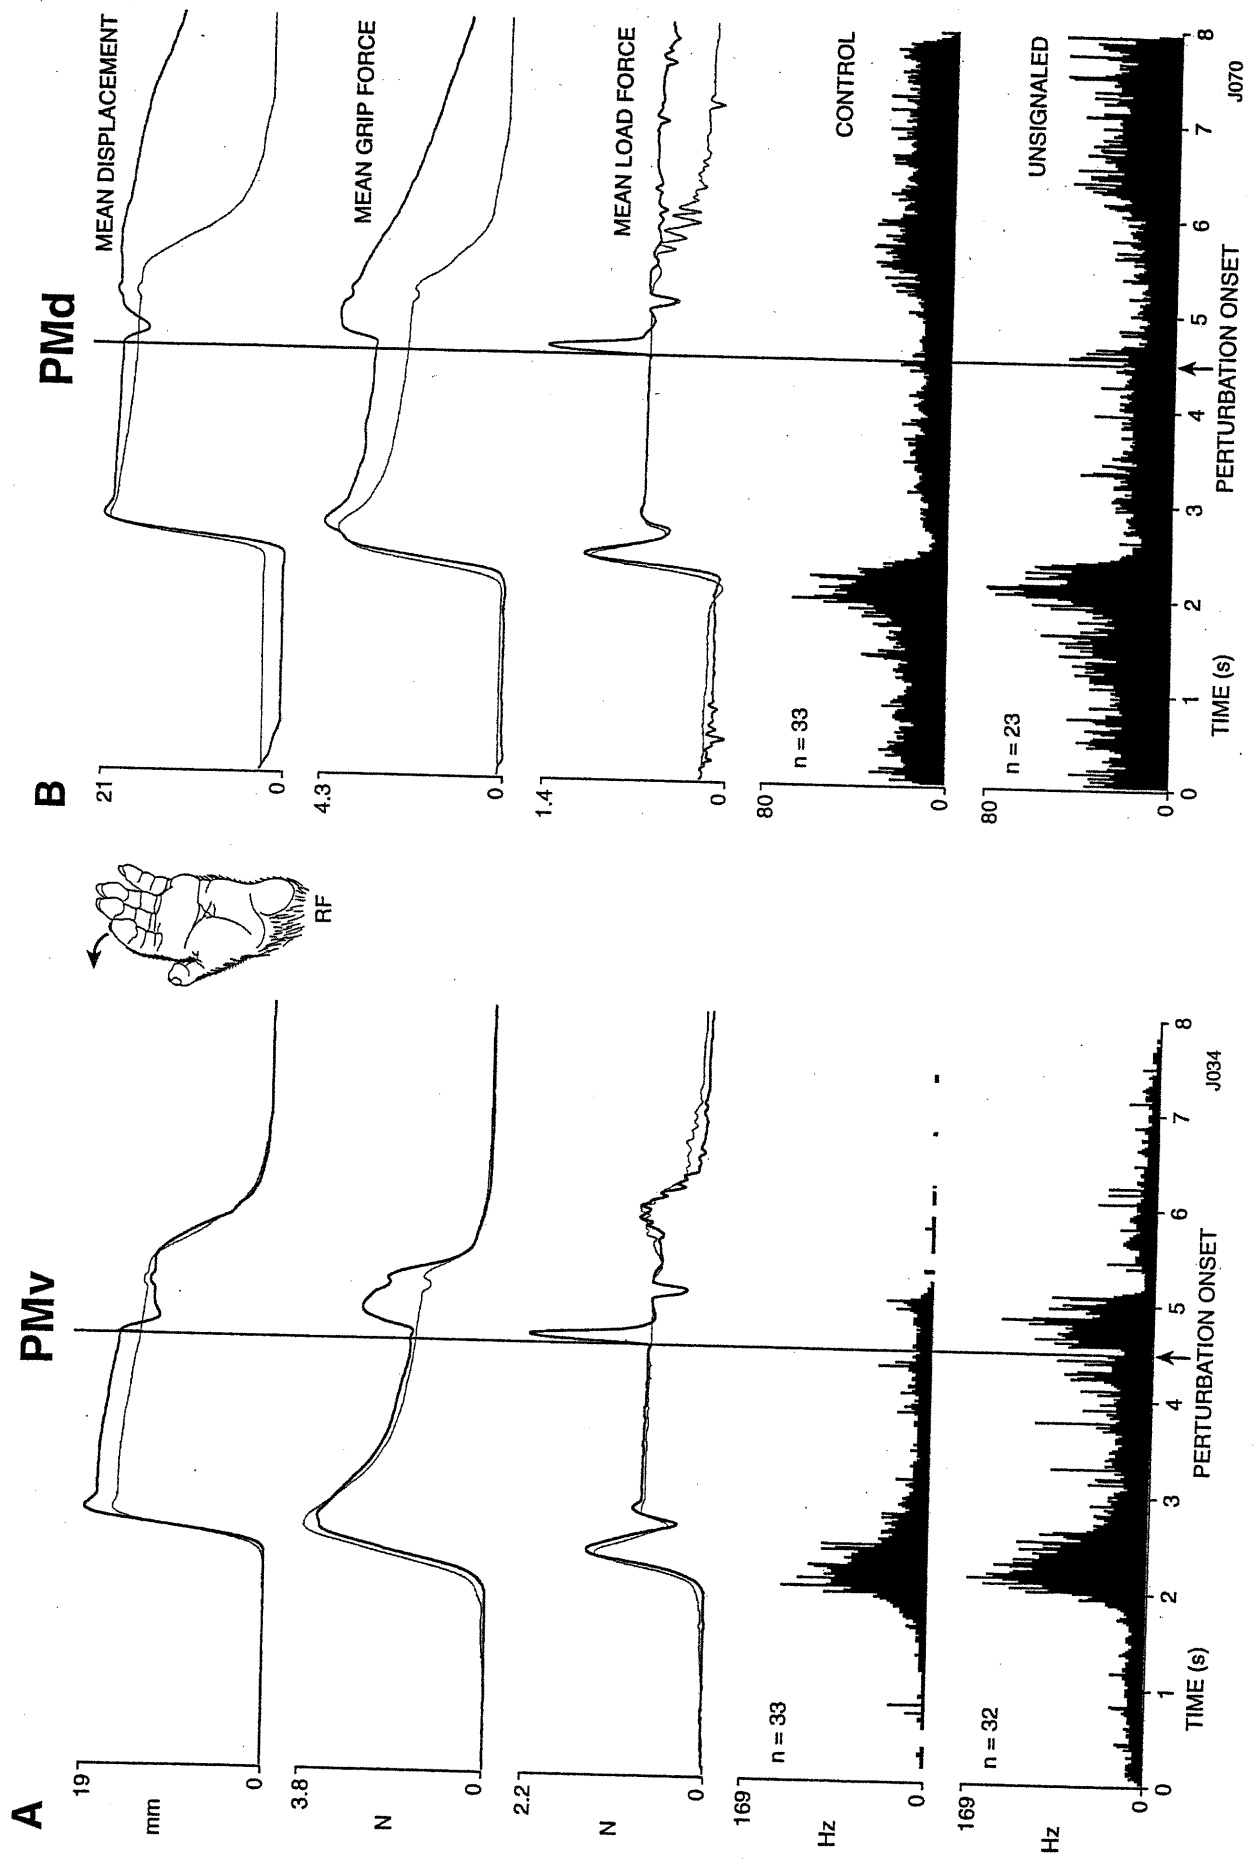 A
PMv
19
mm
0
3.8
N
0
2.2
N
0
RF
n = 33
169
Hz
0
n = 32
169
Hz
0
0
1
2
3
4
5
6
7
8
TIME (s)
PERTURBATION ONSET
J034
B
PMd
MEAN DISPLACEMENT
21
0
MEAN GRIP FORCE
4.3
0
MEAN LOAD FORCE
1.4
0
CONTROL
n = 33
80
0
UNSIGNALED
n = 23
80
0
0
1
2
3
4
5
6
7
8
TIME (s)
PERTURBATION ONSET
J070